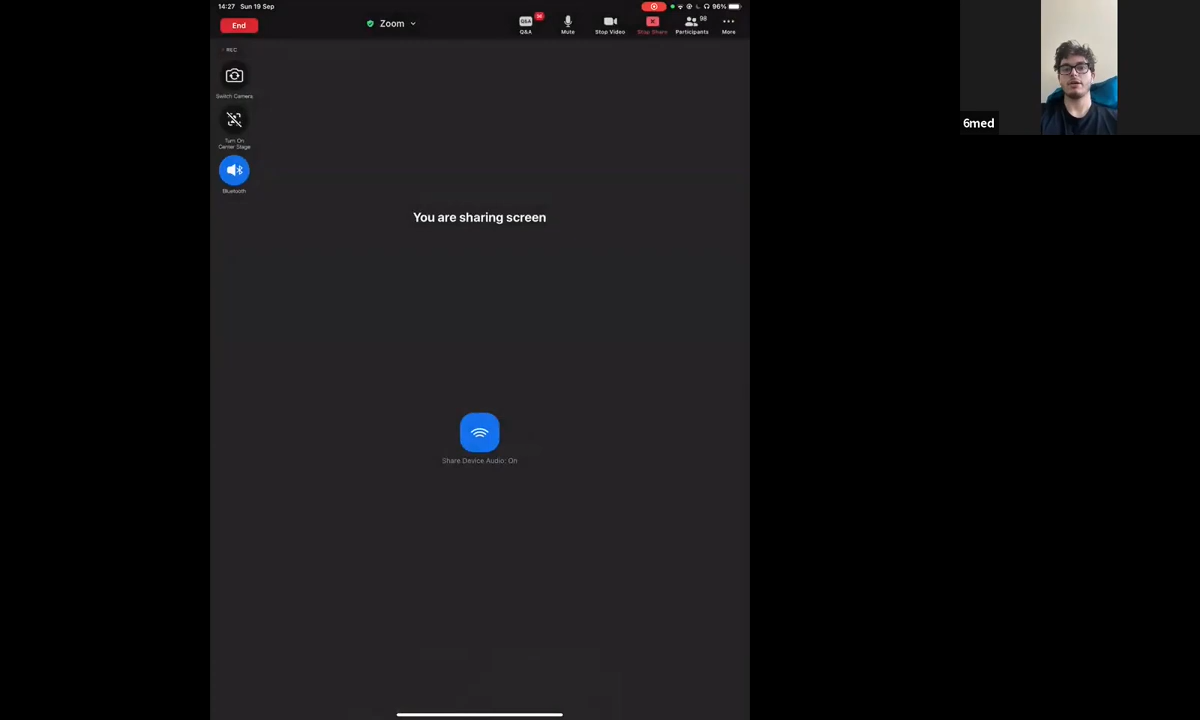 14:27 Sun 19 Sep
96%
End
Zoom
Q&A
Mute
Stop Video
Stop Share
98
Participants
More
REC
Switch Camera
Turn On
Center Stage
Bluetooth
You are sharing screen
Share Device Audio: On
6med